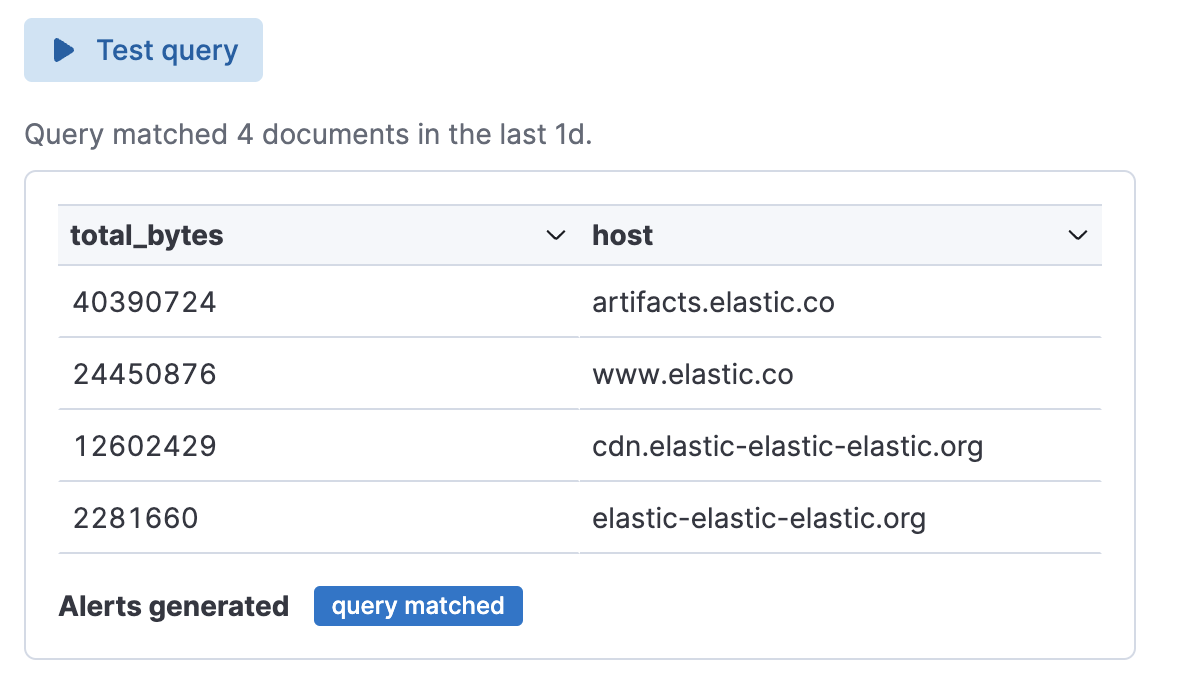 Test query
Query matched 4 documents in the last 1d.
total_bytes host
40390724 artifacts.elastic.co
24450876 www.elastic.co
12602429 cdn.elastic-elastic-elastic.org
2281660 elastic-elastic-elastic.org
Alerts generated query matched